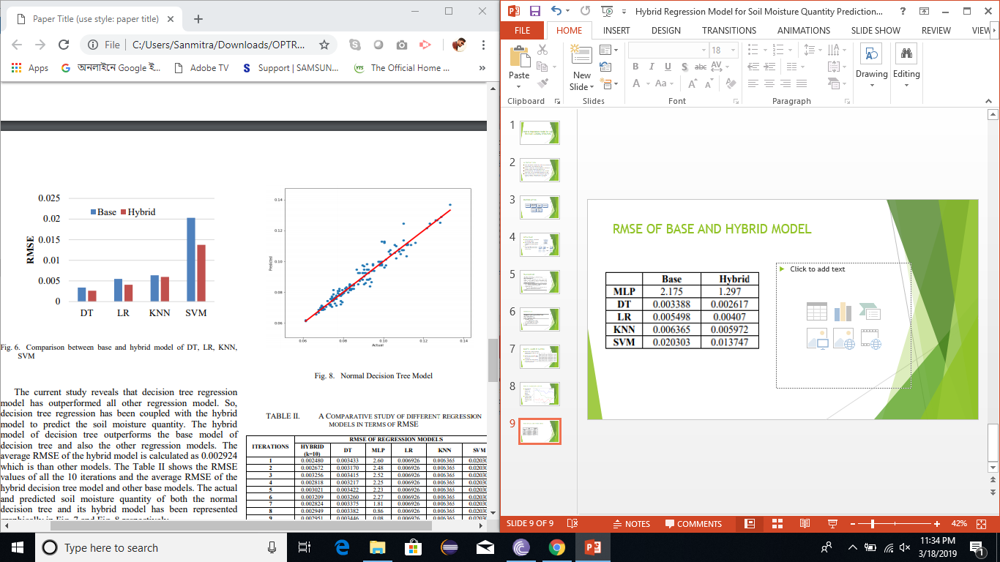 Paper Title (use style: paper title)
File C:/Users/Sanmitra/Downloads/OPTR...
Apps
অনলাইনে Google ই...
Adobe TV
Support | SAMSUN...
The Official Home ...
»
0.025
0.02
0.015
0.01
0.005
0
RMSE
Base Hybrid
DT LR KNN SVM
Fig. 6. Comparison between base and hybrid model of DT, LR, KNN,
SVM
The current study reveals that decision tree regression
model has outperformed all other regression model. So,
decision tree regression has been coupled with the hybrid
model to predict the soil moisture quantity. The hybrid
model of decision tree outperforms the base model of
decision tree and also the other regression models. The
average RMSE of the hybrid model is calculated as 0.002924
which is than other models. The Table II shows the RMSE
values of all the 10 iterations and the average RMSE of the
hybrid decision tree model and other base models. The actual
and predicted soil moisture quantity of both the normal
decision tree and its hybrid model has been represented
graphically in Fig. 7 and Fig. 8 respectively.
0.14
0.12
0.10
0.08
0.06
Predicted
0.06 0.08 0.10 0.12 0.14
Actual
Fig. 8. Normal Decision Tree Model
TABLE II. A COMPARATIVE STUDY OF DIFFERENT REGRESSION
MODELS IN TERMS OF RMSE
RMSE OF REGRESSION MODELS
ITERATIONS HYBRID (k=10) DT MLP LR KNN SVM
1 0.002480 0.003433 2.60 0.006926 0.006365 0.02030
2 0.002672 0.003170 2.48 0.006926 0.006365 0.02030
3 0.003256 0.003415 2.52 0.006926 0.006365 0.02030
4 0.002818 0.003217 2.25 0.006926 0.006365 0.02030
5 0.003021 0.003422 2.23 0.006926 0.006365 0.02030
6 0.003209 0.003260 2.27 0.006926 0.006365 0.02030
7 0.002824 0.003375 1.81 0.006926 0.006365 0.02030
8 0.002949 0.003382 0.86 0.006926 0.006365 0.02030
9 0.002951 0.003446 0.08 0.006926 0.006365 0.02030
Hybrid Regression Model for Soil Moisture Quantity Prediction...
FILE HOME INSERT DESIGN TRANSITIONS ANIMATIONS SLIDE SHOW REVIEW VIEW
Paste
New
Slide
18
B I U S abc AV
A Aa A A
Drawing
Editing
Clipboard Slides Font Paragraph
1
2
3
4
5
6
7
8
9
RMSE OF BASE AND HYBRID MODEL
Base Hybrid
MLP 2.175 1.297
DT 0.003388 0.002617
LR 0.005498 0.00407
KNN 0.006365 0.005972
SVM 0.020303 0.013747
Click to add text
SLIDE 9 OF 9
NOTES
COMMENTS
42%
Type here to search
11:34 PM
3/18/2019
1